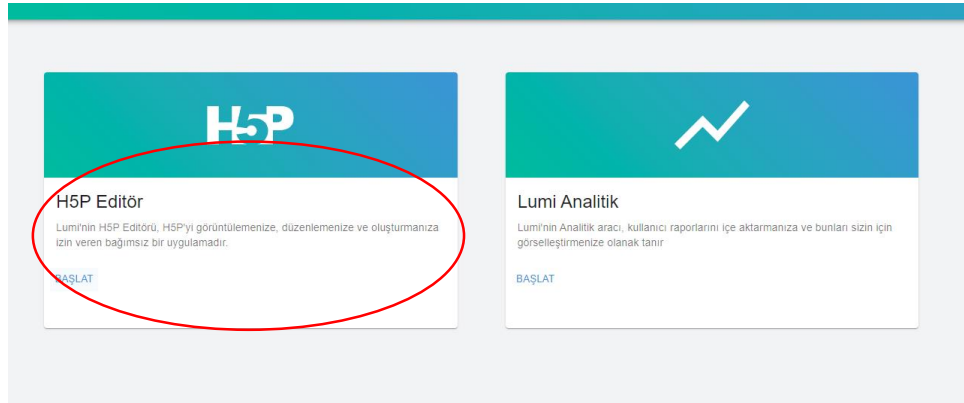 H5P
H5P Editör
Lumi'nin H5P Editörü, H5P'yi görüntülemenize, düzenlemenize ve oluşturmanıza
izin veren bağımsız bir uygulamadır.
BAŞLAT
Lumi Analitik
Lumi'nin Analitik aracı, kullanıcı raporlarını içe aktarmanıza ve bunları sizin için
görselleştirmenize olanak tanır
BAŞLAT